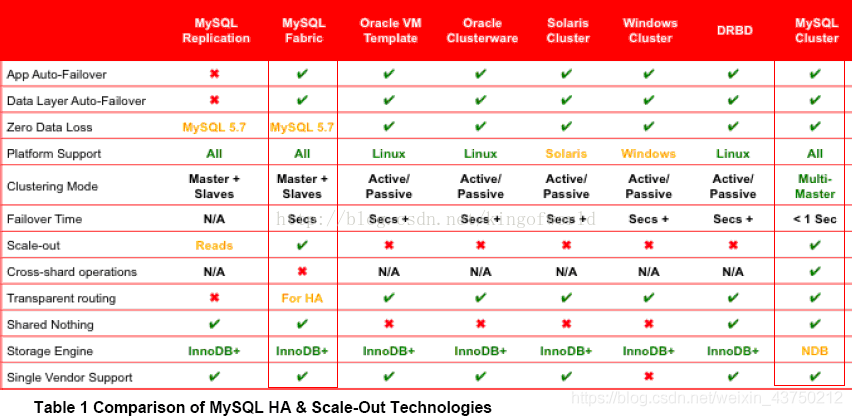 MySQL Replication MySQL Fabric Oracle VM Template Oracle Clusterware Solaris Cluster Windows Cluster DRBD MySQL Cluster
App Auto-Failover ✖ ✔ ✔ ✔ ✔ ✔ ✔ ✔
Data Layer Auto-Failover ✖ ✔ ✔ ✔ ✔ ✔ ✔ ✔
Zero Data Loss MySQL 5.7 MySQL 5.7 ✔ ✔ ✔ ✔ ✔ ✔
Platform Support All All Linux Linux Solaris Windows Linux All
Clustering Mode Master + Slaves Master + Slaves Active/Passive Active/Passive Active/Passive Active/Passive Active/Passive Multi-Master
Failover Time N/A Secs Secs + Secs + Secs + Secs + Secs + < 1 Sec
http://blog.csdn.net/kingofworld
Scale-out Reads ✔ ✖ ✖ ✖ ✖ ✖ ✔
Cross-shard operations N/A ✖ N/A N/A N/A N/A N/A ✔
Transparent routing ✖ For HA ✔ ✔ ✔ ✔ ✔ ✔
Shared Nothing ✔ ✔ ✖ ✖ ✖ ✖ ✔ ✔
Storage Engine InnoDB+ InnoDB+ InnoDB+ InnoDB+ InnoDB+ InnoDB+ InnoDB+ NDB
Single Vendor Support ✔ ✔ ✔ ✔ ✔ ✖ ✔ ✔
https://blog.csdn.net/weixin_43750212
Table 1 Comparison of MySQL HA & Scale-Out Technologies